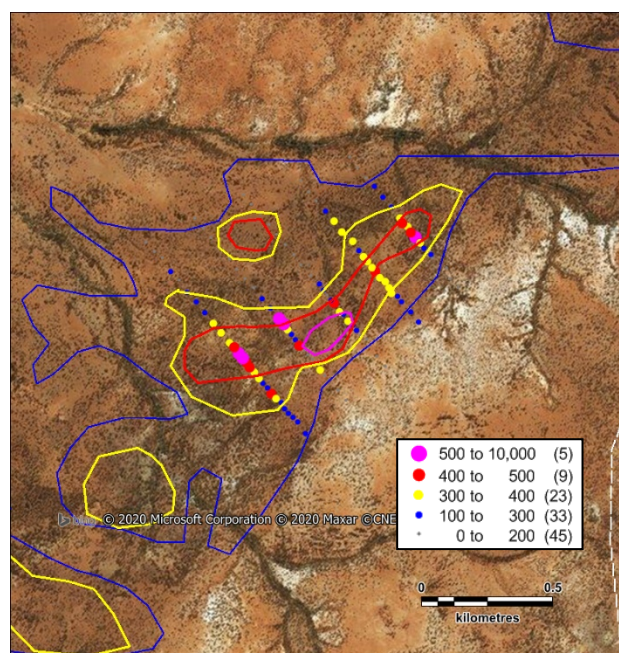 500 to 10,000 (5)
400 to 500 (9)
300 to 400 (23)
100 to 300 (33)
0 to 200 (45)
© 2020 Microsoft Corporation © 2020 Maxar ©CNE
0 0.5
kilometres